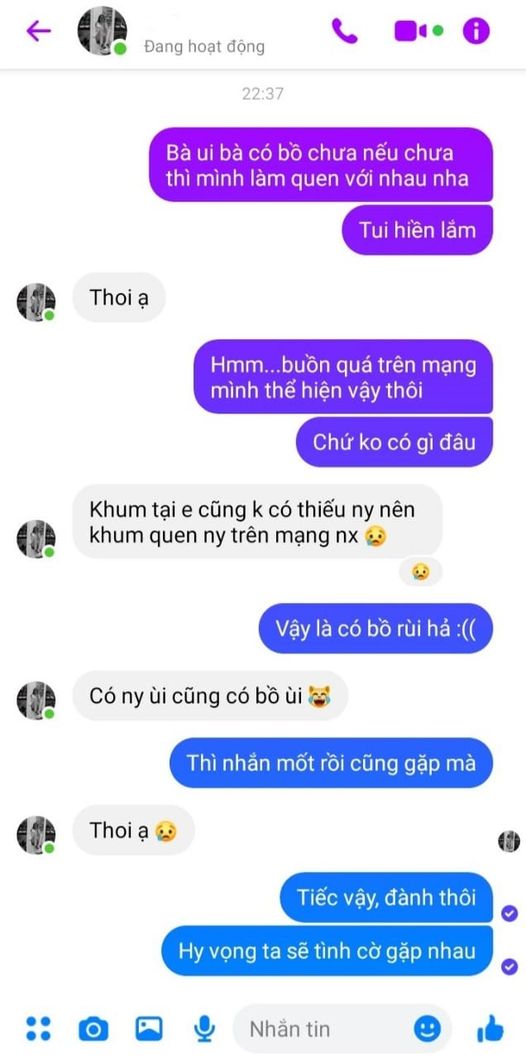 Đang hoạt động
22:37
Bà ui bà có bồ chưa nếu chưa
thì mình làm quen với nhau nha
Tui hiền lắm
Thoi ạ
Hmm...buồn quá trên mạng
mình thể hiện vậy thôi
Chứ ko có gì đâu
Khum tại e cũng k có thiếu ny nên
khum quen ny trên mạng nx 😢
Vậy là có bồ rùi hả :((
Có ny ùi cũng có bồ ùi 😹
Thì nhắn mốt rồi cũng gặp mà
Thoi ạ 😢
Tiếc vậy, đành thôi
Hy vọng ta sẽ tình cờ gặp nhau
Nhắn tin